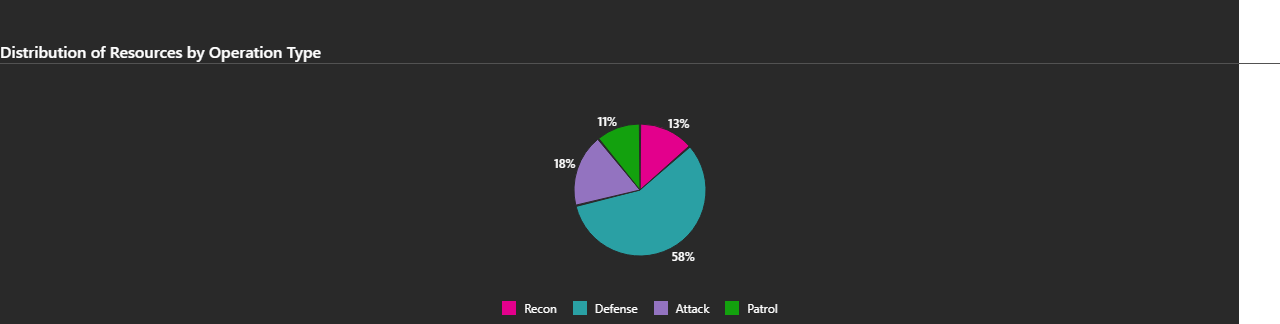 Distribution of Resources by Operation Type
11%
13%
18%
58%
Recon
Defense
Attack
Patrol